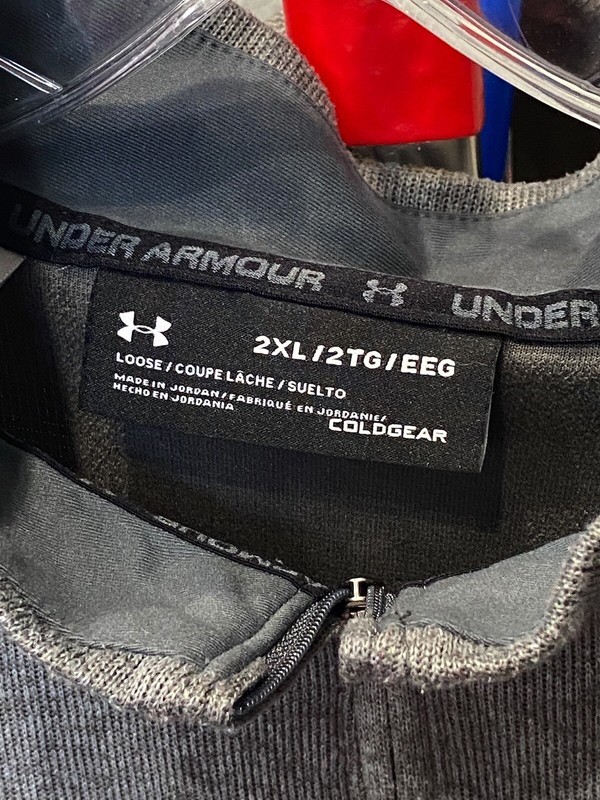 UNDER ARMOUR UNDER
2XL/2TG/EEG
LOOSE/COUPE LÂCHE/SUELTO
MADE IN JORDAN/FABRIQUÉ EN JORDANIE/
HECHO EN JORDANIA
COLDGEAR